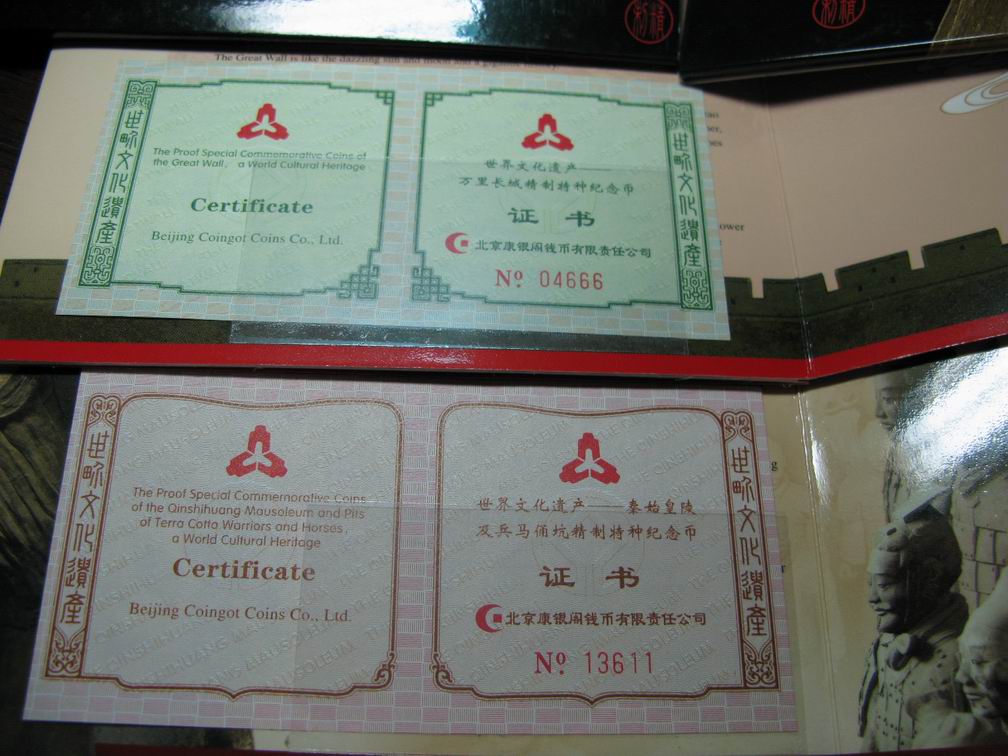 The Great Wall is like the dazzling sun and moon and a gigantic
世界文化遺產
The Proof Special Commemorative Coins of
the Great Wall, a World Cultural Heritage
Certificate
Beijing Coingot Coins Co., Ltd.
世界文化遗产——
万里长城精制特种纪念币
证书
北京康银阁钱币有限责任公司
Nº 04666
世界文化遺產
ower
世界文化遺產
The Proof Special Commemorative Coins
of the Qinshihuang Mausoleum and Pits
of Terra Cotta Warriors and Horses,
a World Cultural Heritage
Certificate
Beijing Coingot Coins Co., Ltd.
世界文化遗产——秦始皇陵
及兵马俑坑精制特种纪念币
证书
北京康银阁钱币有限责任公司
Nº 13611
世界文化遺產